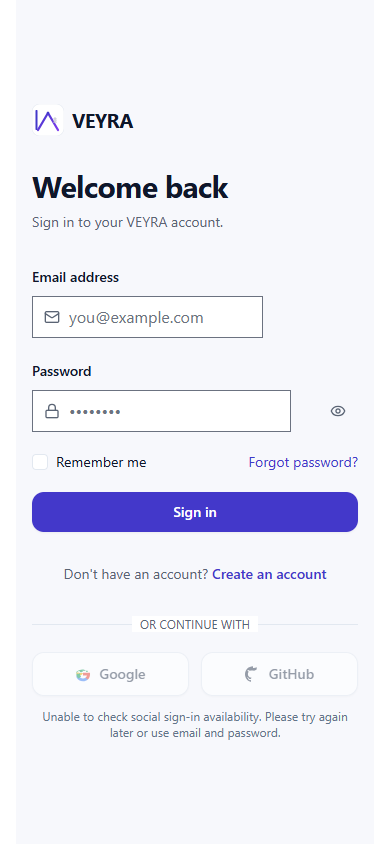 VEYRA
Welcome back
Sign in to your VEYRA account.
Email address
you@example.com
Password
••••••••
Remember me
Forgot password?
Sign in
Don't have an account? Create an account
OR CONTINUE WITH
Google
GitHub
Unable to check social sign-in availability. Please try again
later or use email and password.